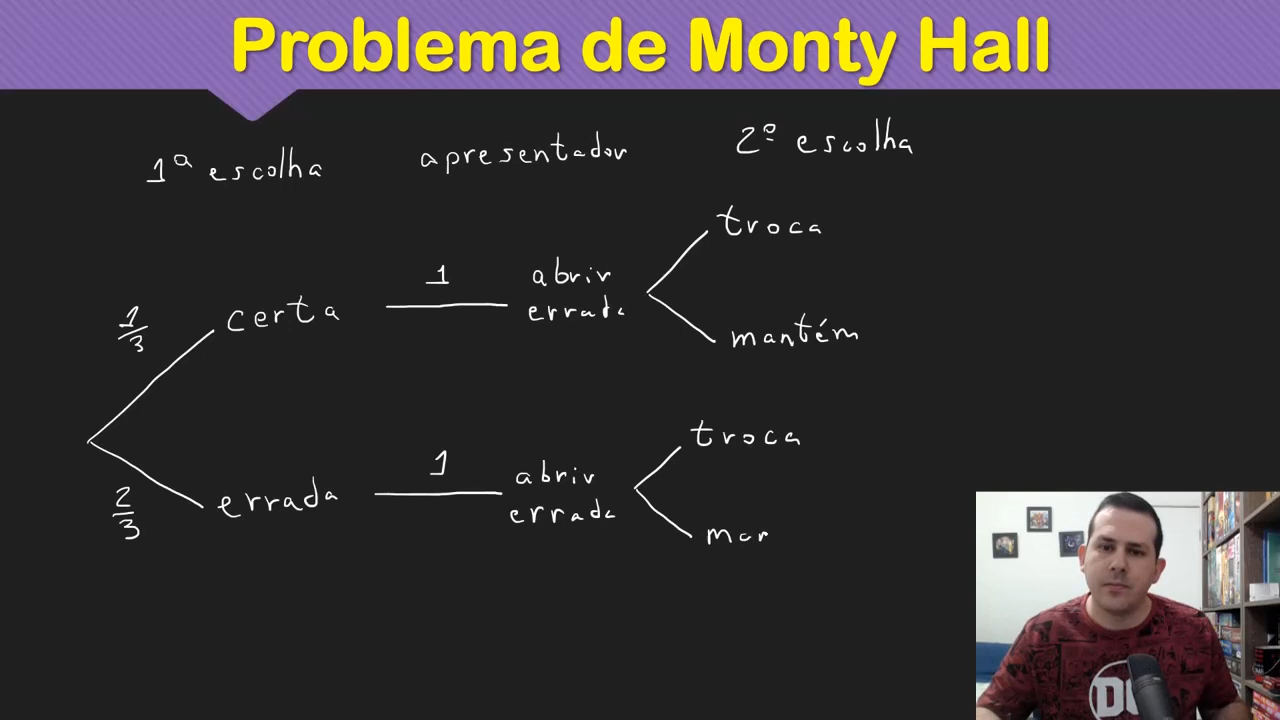 Problema de Monty Hall
1ª escolha
apresentador
2º escolha
1/3
certa
1
abrir
errada
troca
mantém
2/3
errada
1
abrir
errada
troca
man
DC